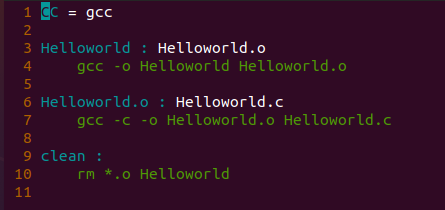 1 CC = gcc
2
3 Helloworld : Helloworld.o
4 gcc -o Helloworld Helloworld.o
5
6 Helloworld.o : Helloworld.c
7 gcc -c -o Helloworld.o Helloworld.c
8
9 clean :
10 rm *.o Helloworld
11